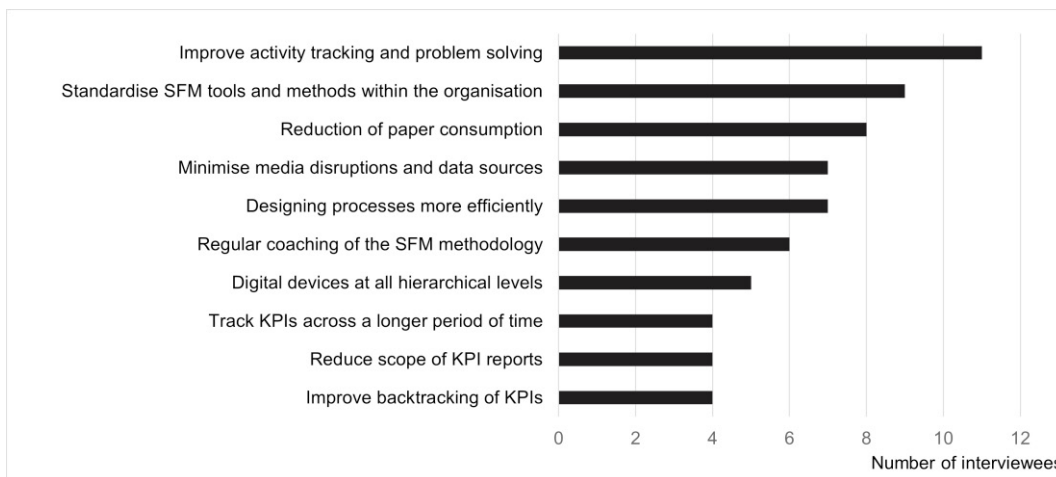 Improve activity tracking and problem solving
Standardise SFM tools and methods within the organisation
Reduction of paper consumption
Minimise media disruptions and data sources
Designing processes more efficiently
Regular coaching of the SFM methodology
Digital devices at all hierarchical levels
Track KPIs across a longer period of time
Reduce scope of KPI reports
Improve backtracking of KPIs
0 2 4 6 8 10 12
Number of interviewees